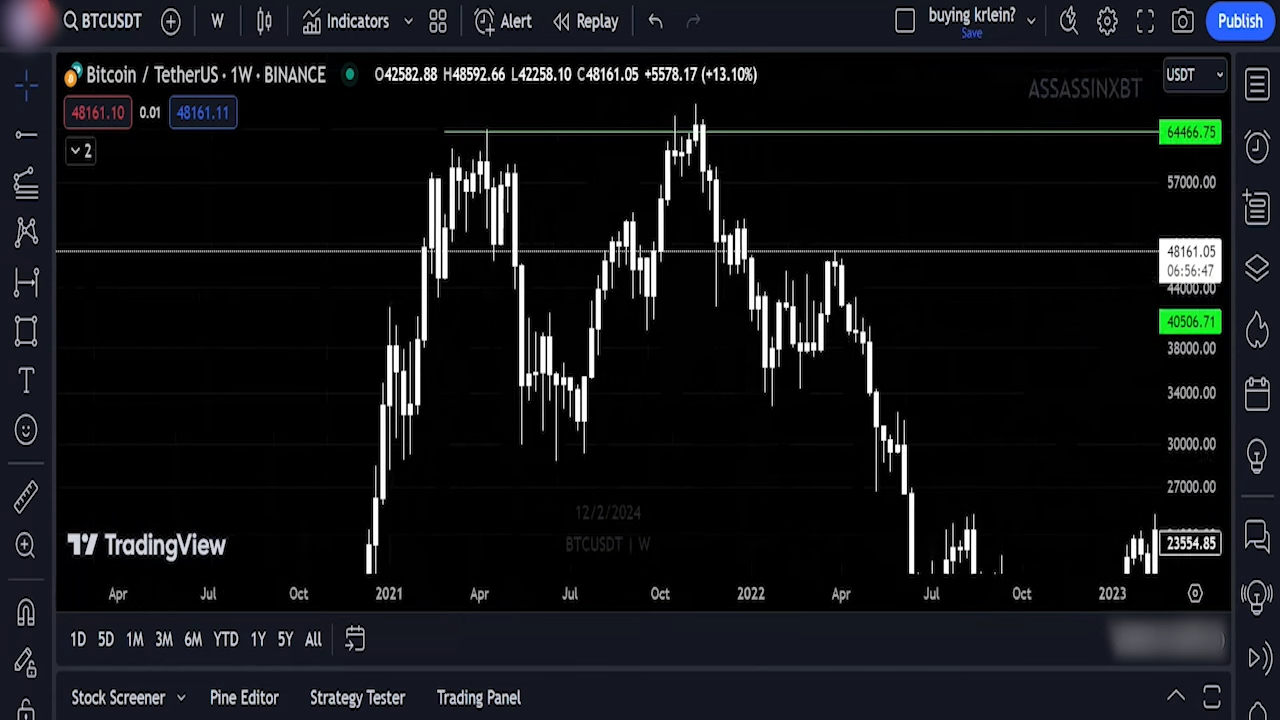 BTCUSDT W Indicators Alert Replay buying krlein? Publish
Save
Bitcoin / TetherUS · 1W · BINANCE O42582.88 H48592.66 L42258.10 C48161.05 +5578.17 (+13.10%) ASSASSINXBT USDT
48161.10 0.01 48161.11
2
64466.75
57000.00
48161.05
06:56:47
44000.00
40506.71
38000.00
34000.00
30000.00
27000.00
12/2/2024
BTCUSDT | W
TradingView
23554.85
Apr Jul Oct 2021 Apr Jul Oct 2022 Apr Jul Oct 2023
1D 5D 1M 3M 6M YTD 1Y 5Y All
Stock Screener Pine Editor Strategy Tester Trading Panel